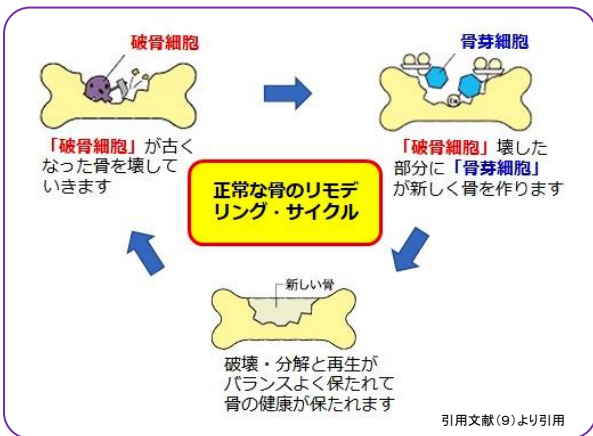 破骨細胞
「破骨細胞」が古く
なった骨を壊して
いきます
骨芽細胞
「破骨細胞」壊した
部分に「骨芽細胞」
が新しく骨を作ります
正常な骨のリモデ
リング・サイクル
新しい骨
破壊・分解と再生が
バランスよく保たれて
骨の健康が保たれます
引用文献(9)より引用